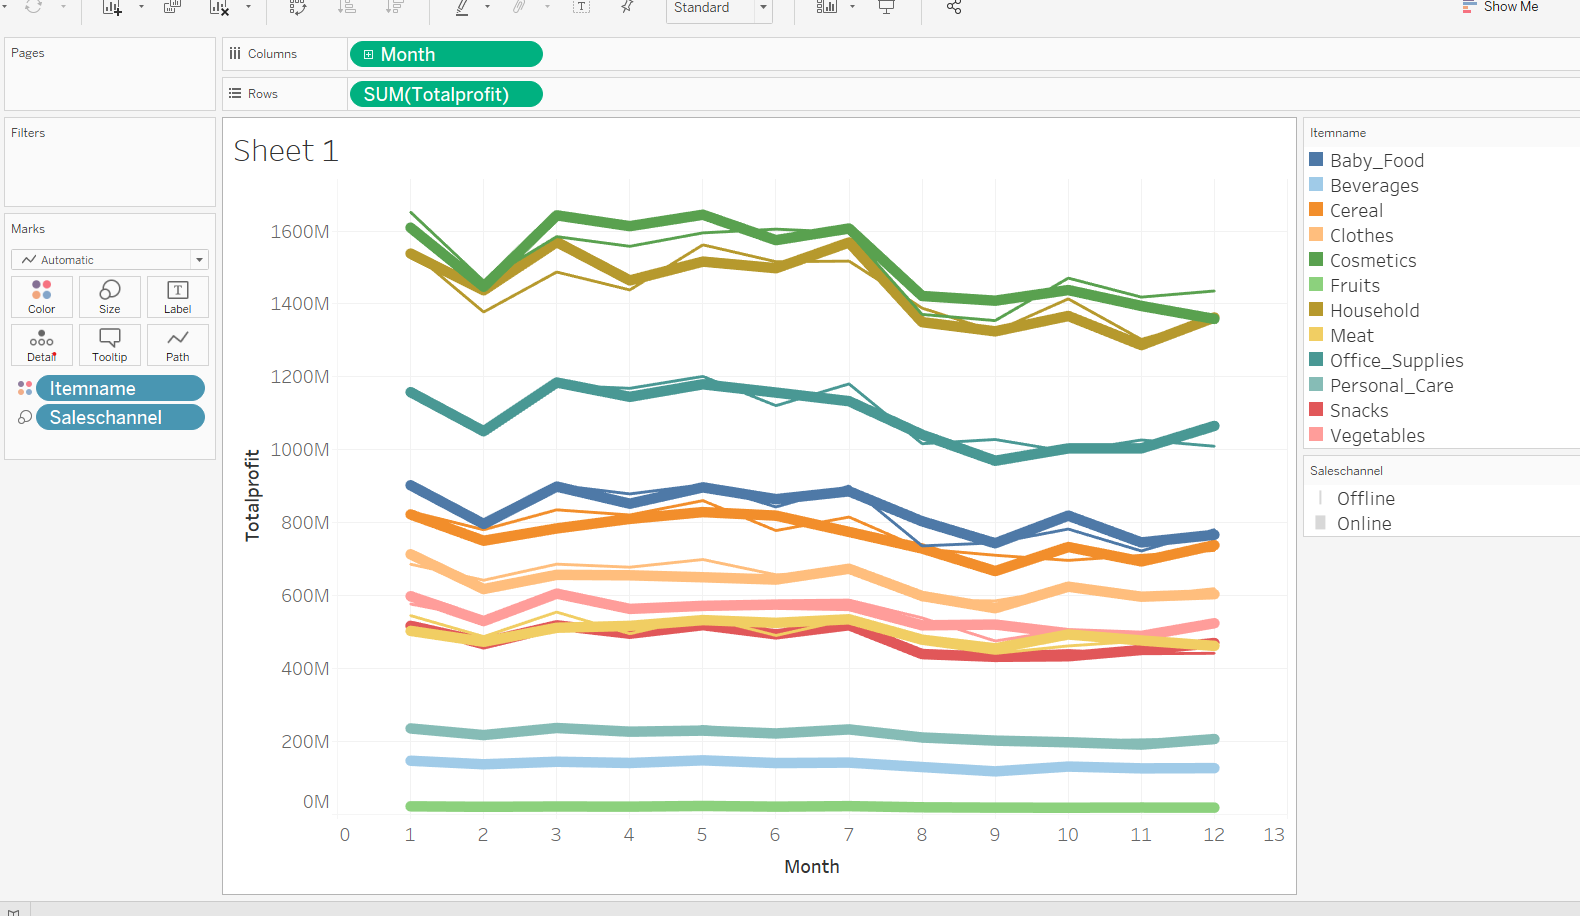 Standard
Show Me
Pages
Columns
Month
Rows
SUM(Totalprofit)
Filters
Marks
Automatic
Color
Size
Label
Detail
Tooltip
Path
Itemname
Saleschannel
Sheet 1
Totalprofit
1600M
1400M
1200M
1000M
800M
600M
400M
200M
0M
0 1 2 3 4 5 6 7 8 9 10 11 12 13
Month
Itemname
Baby_Food
Beverages
Cereal
Clothes
Cosmetics
Fruits
Household
Meat
Office_Supplies
Personal_Care
Snacks
Vegetables
Saleschannel
Offline
Online